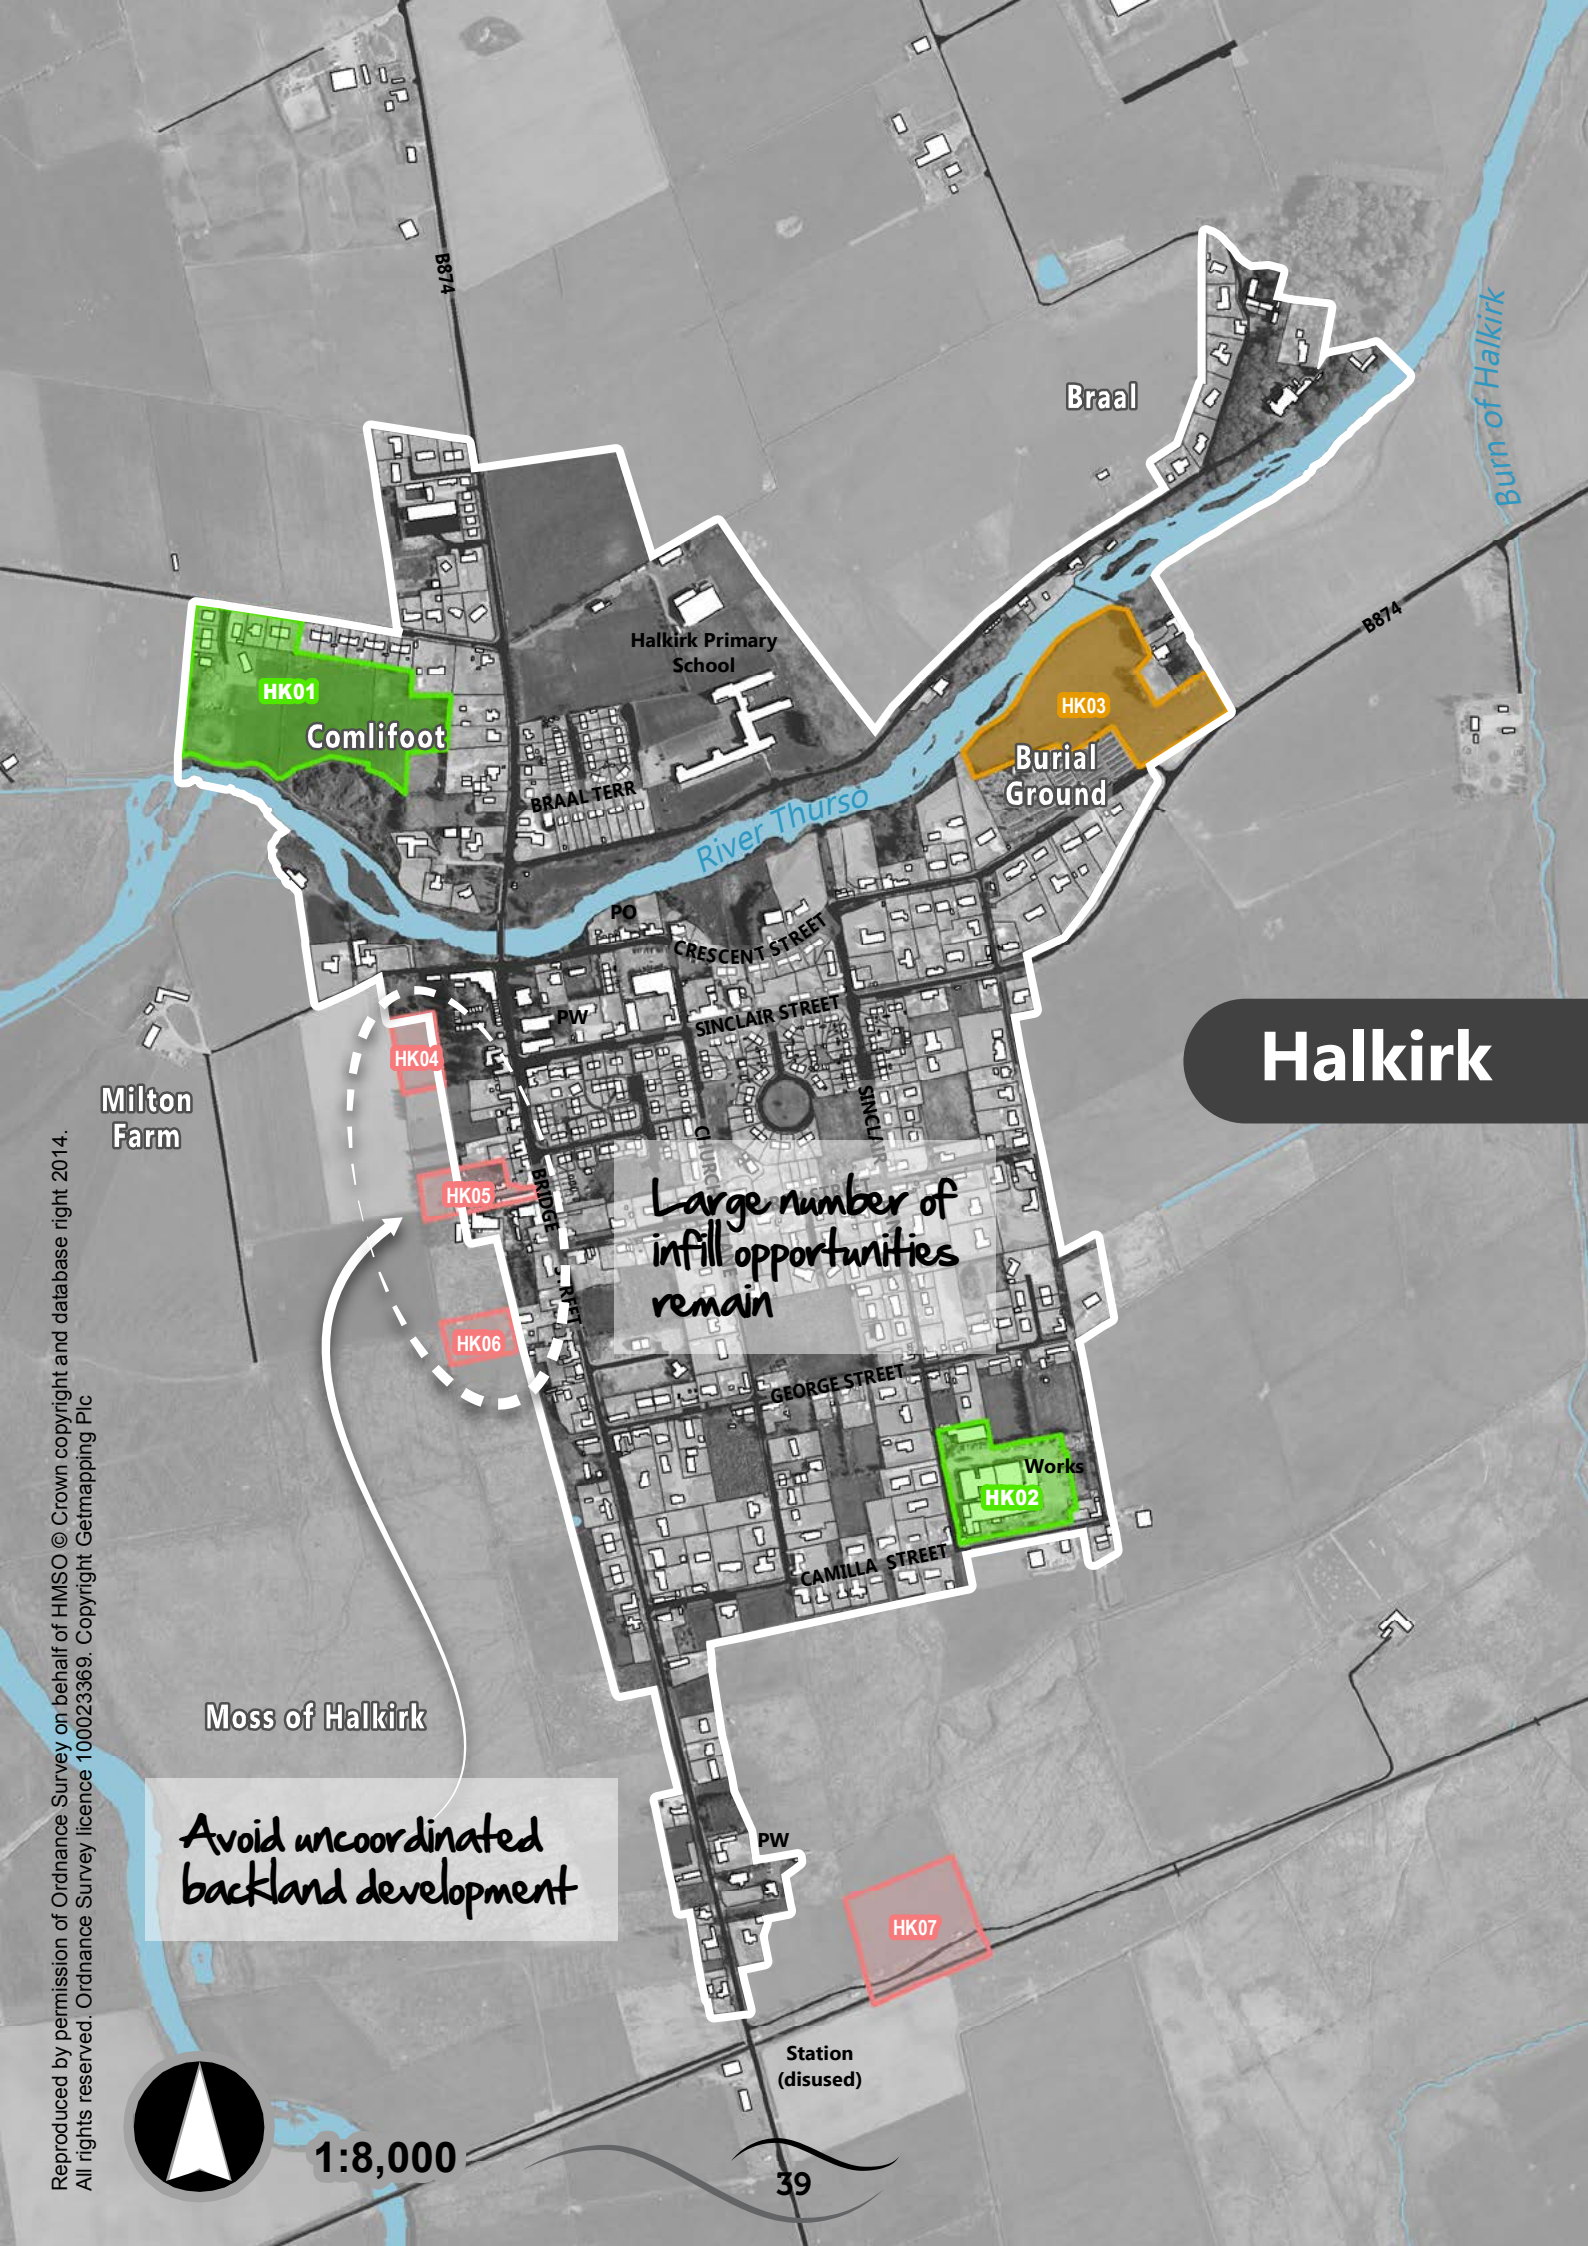 B874
Braal
Burn of Halkirk
B874
Halkirk Primary
School
HK01
Comlifoot
HK03
Burial
Ground
BRAAL TERR
River Thurso
PO
CRESCENT STREET
PW
SINCLAIR STREET
Halkirk
HK04
Milton
Farm
SINCLAIR
CHURCH
HK05
BRIDGE
STREET
Large number of
infill opportunities
remain
HK06
GEORGE STREET
Works
HK02
CAMILLA STREET
Moss of Halkirk
Avoid uncoordinated
backland development
PW
HK07
Station
(disused)
1:8,000
39
Reproduced by permission of Ordnance Survey on behalf of HMSO © Crown copyright and database right 2014.
All rights reserved. Ordnance Survey licence 100023369. Copyright Getmapping Plc